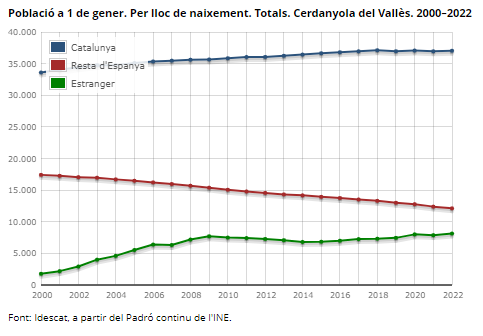 Població a 1 de gener. Per lloc de naixement. Totals. Cerdanyola del Vallès. 2000–2022
40.000
Catalunya
35.000
Resta d'Espanya
30.000
Estranger
25.000
20.000
15.000
10.000
5.000
0
2000 2002 2004 2006 2008 2010 2012 2014 2016 2018 2020 2022
Font: Idescat, a partir del Padró continu de l'INE.